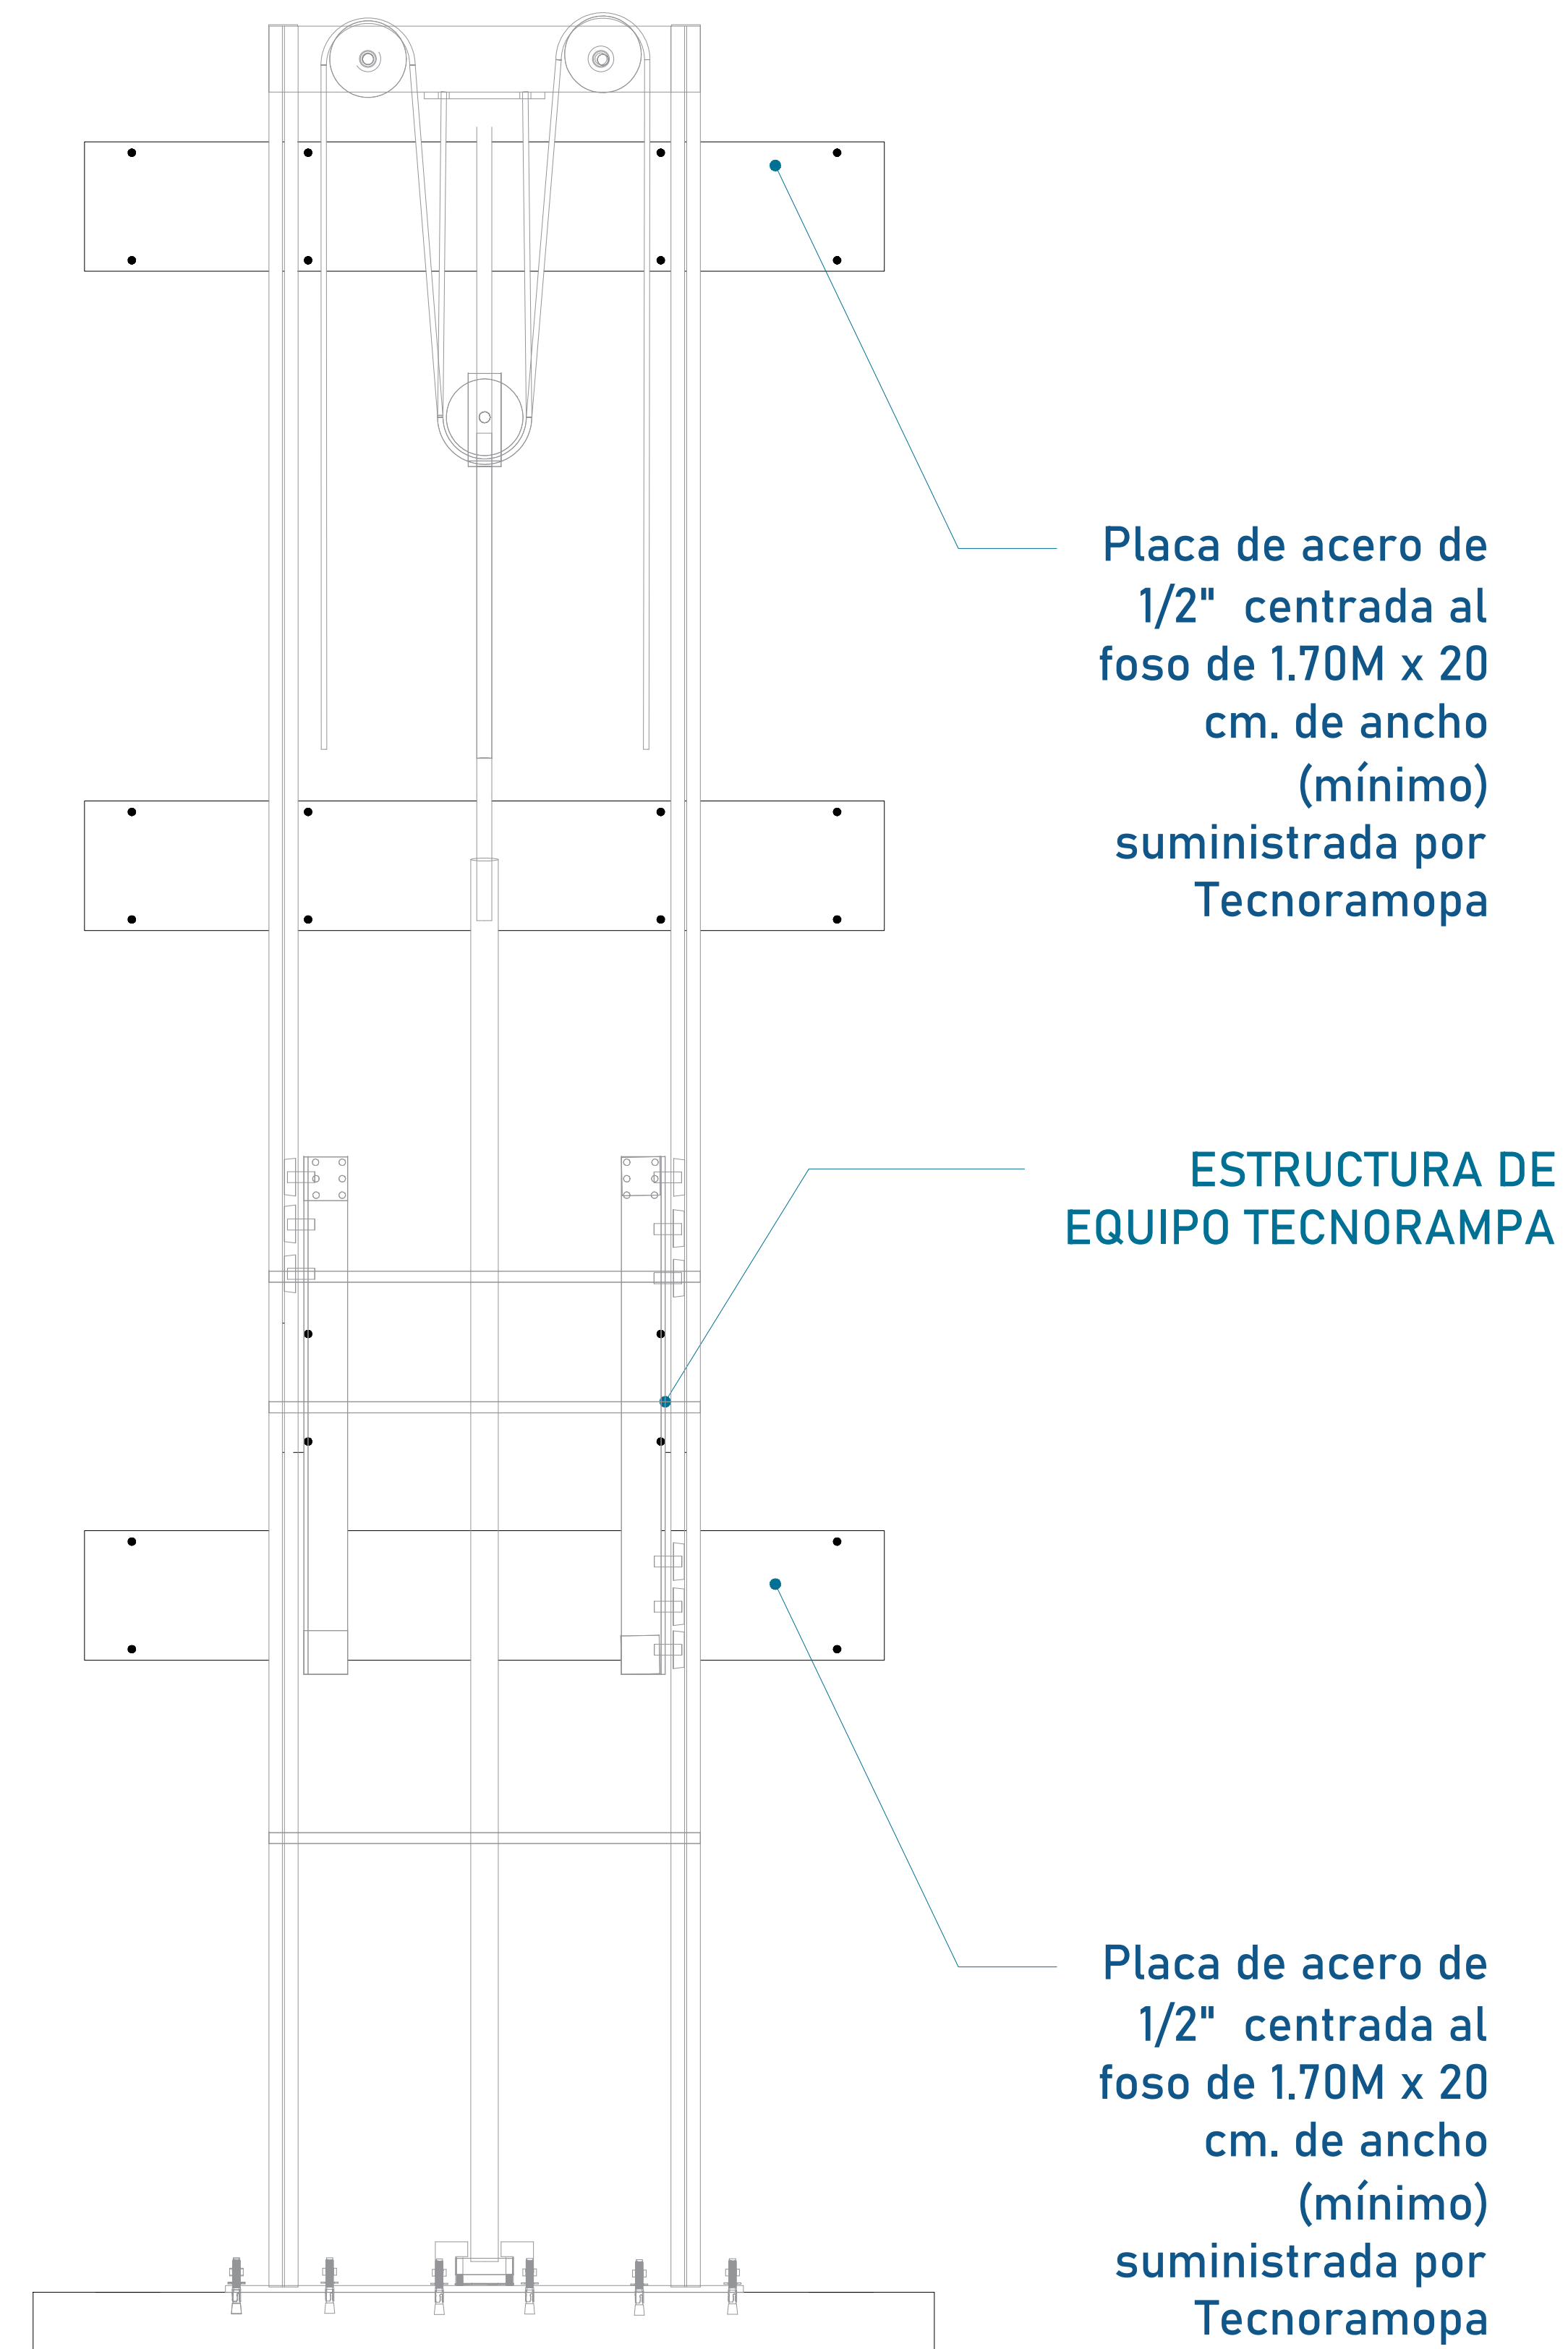 Placa de acero de
1/2"  centrada al
foso de 1.70M x 20
cm. de ancho
(mínimo)
suministrada por
Tecnoramopa
ESTRUCTURA DE
EQUIPO TECNORAMPA
Placa de acero de
1/2"  centrada al
foso de 1.70M x 20
cm. de ancho
(mínimo)
suministrada por
Tecnoramopa